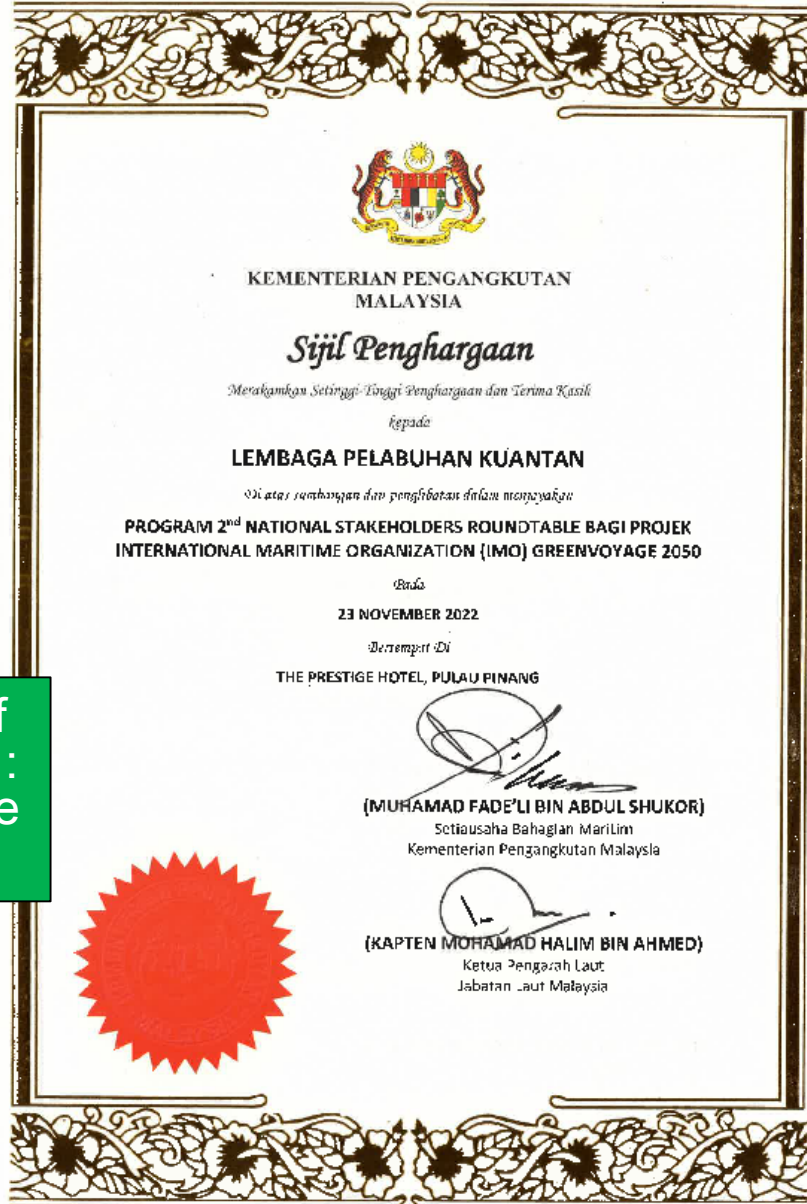 KEMENTERIAN PENGANGKUTAN
MALAYSIA
Sijil Penghargaan
Merakamkan Setinggi-Tinggi Penghargaan dan Terima Kasih
kepada
LEMBAGA PELABUHAN KUANTAN
Di atas sumbangan dan penglibatan dalam menjayakan
PROGRAM 2nd NATIONAL STAKEHOLDERS ROUNDTABLE BAGI PROJEK
INTERNATIONAL MARITIME ORGANIZATION (IMO) GREENVOYAGE 2050
Pada
23 NOVEMBER 2022
Bertempat Di
THE PRESTIGE HOTEL, PULAU PINANG
f
:
e
(MUHAMAD FADE'LI BIN ABDUL SHUKOR)
Setiausaha Bahagian Maritim
Kementerian Pengangkutan Malaysia
(KAPTEN MOHAMAD HALIM BIN AHMED)
Ketua Pengarah Laut
Jabatan Laut Malaysia